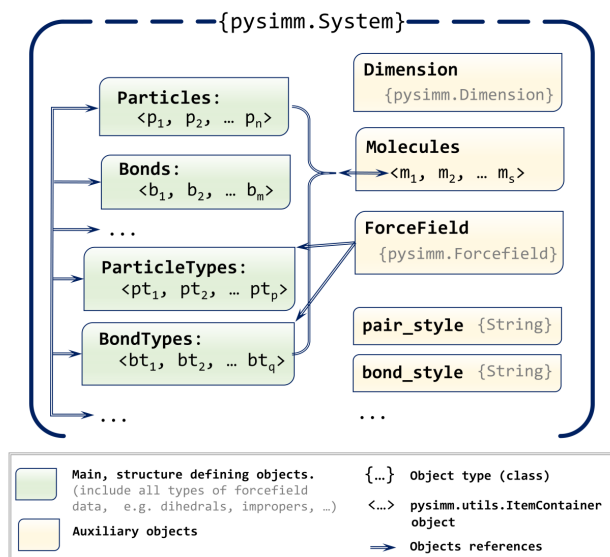 {pysimm.System}
Particles:
<p1, p2, … pn>
Bonds:
<b1, b2, … bm>
...
ParticleTypes:
<pt1, pt2, … ptp>
BondTypes:
<bt1, bt2, … btq>
...
Dimension
{pysimm.Dimension}
Molecules
<m1, m2, … ms>
ForceField
{pysimm.Forcefield}
pair_style {String}
bond_style {String}
...
Main, structure defining objects.
(include all types of forcefield
data, e.g. dihedrals, impropers, …)
Auxiliary objects
{…} Object type (class)
<…> pysimm.utils.ItemContainer
object
Objects references